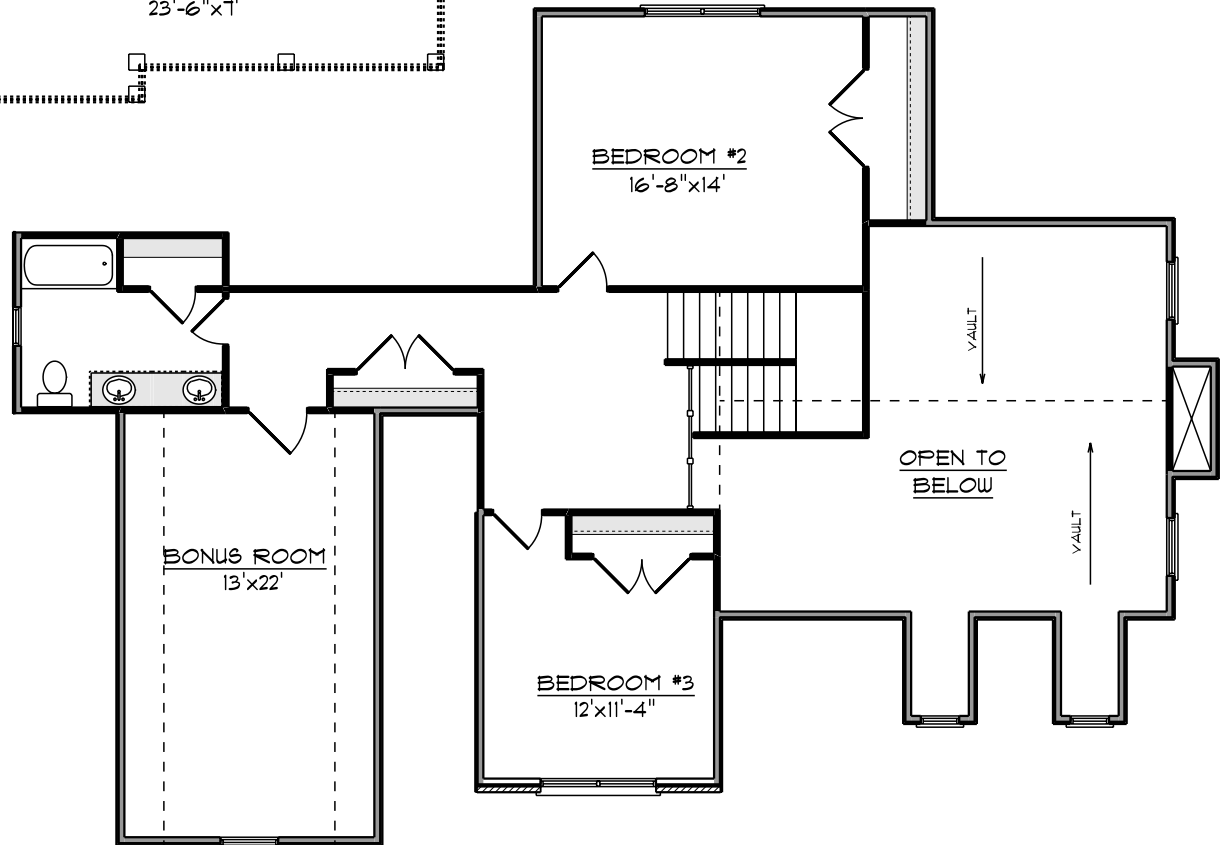 23'-6"x7'
BEDROOM #2
16'-8"x14'
VAULT
OPEN TO
BELOW
VAULT
BONUS ROOM
13'x22'
BEDROOM #3
12'x11'-4"